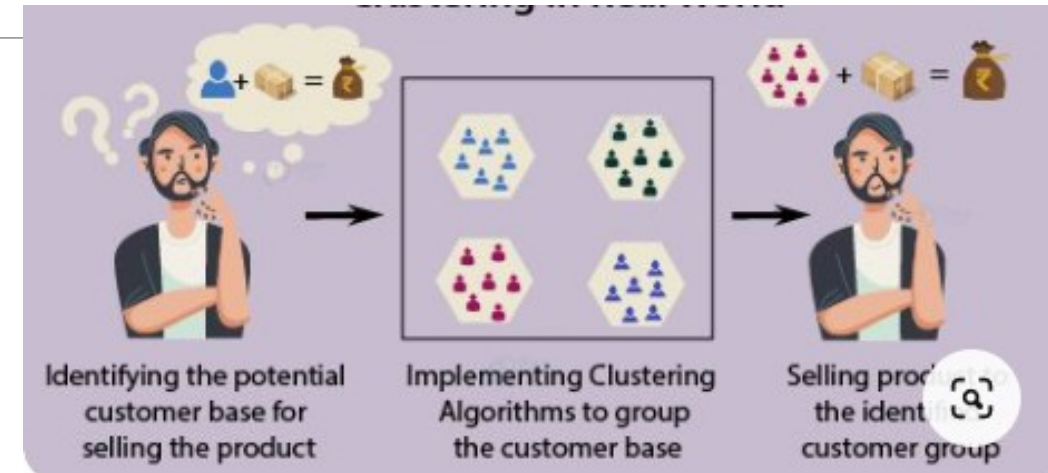 + =
+ =
Identifying the potential
customer base for
selling the product
Implementing Clustering
Algorithms to group
the customer base
Selling
the
customer group